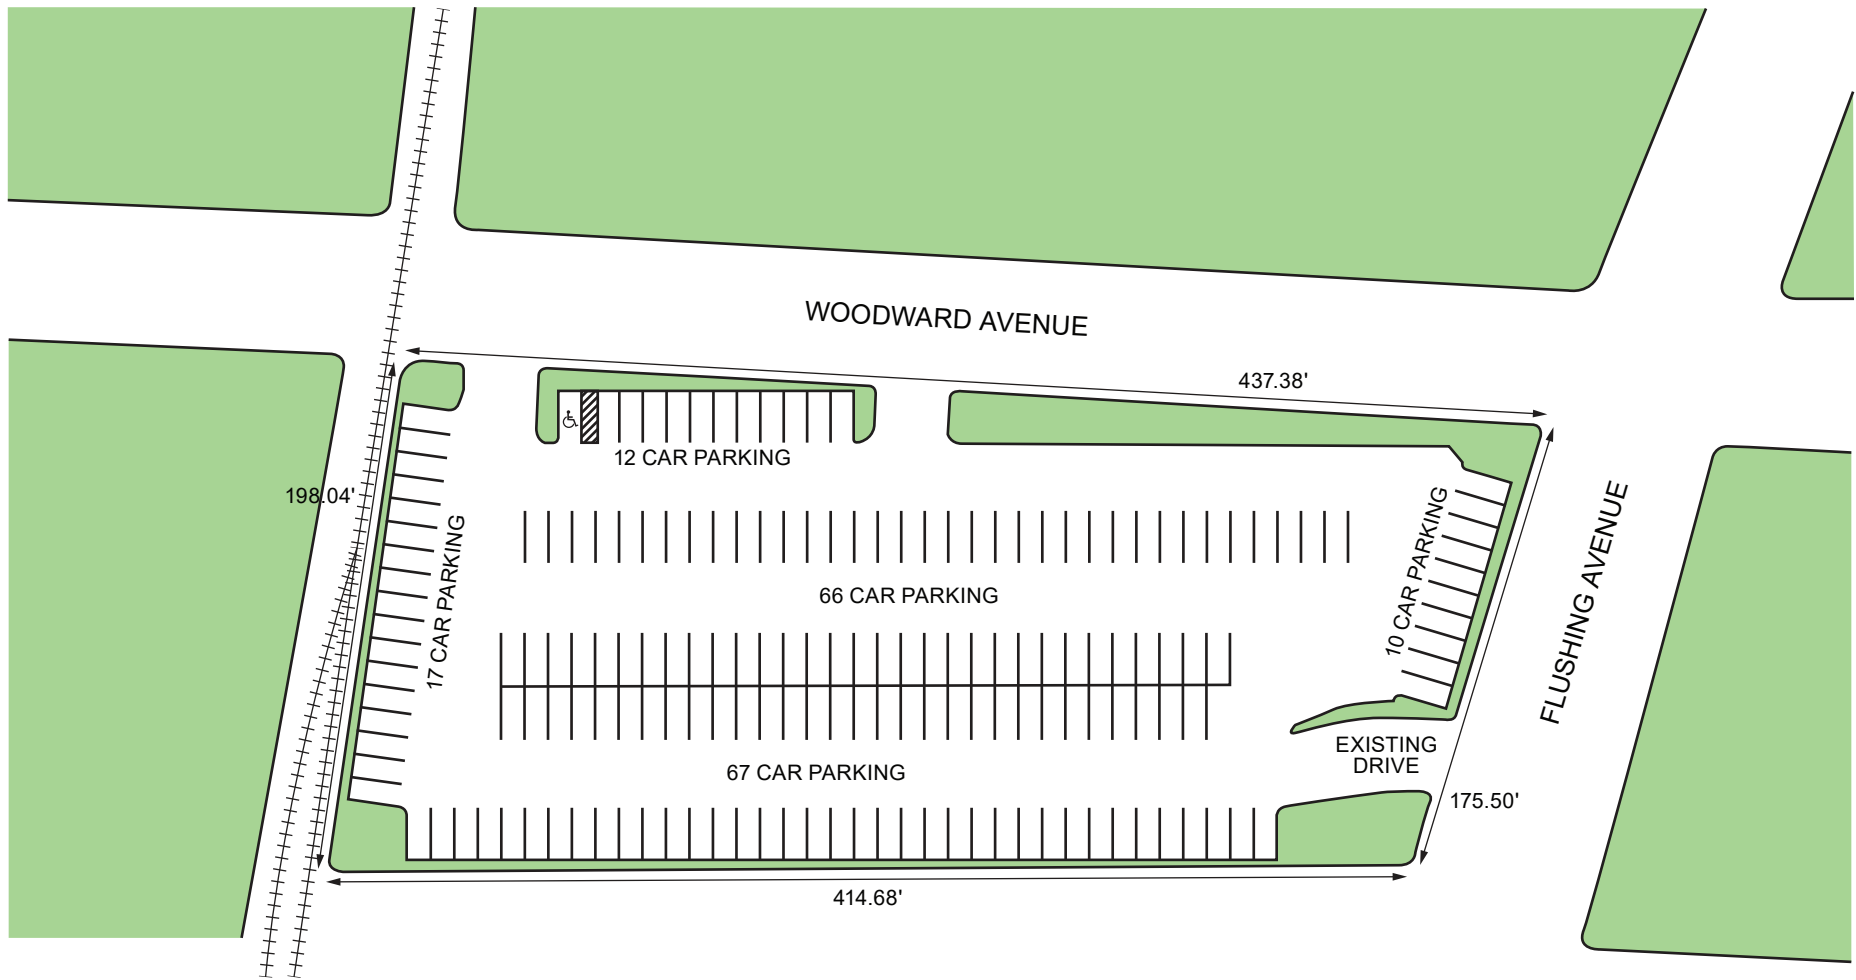 WOODWARD AVENUE
437.38'
12 CAR PARKING
198.04'
17 CAR PARKING
10 CAR PARKING
FLUSHING AVENUE
66 CAR PARKING
EXISTING
DRIVE
67 CAR PARKING
175.50'
414.68'